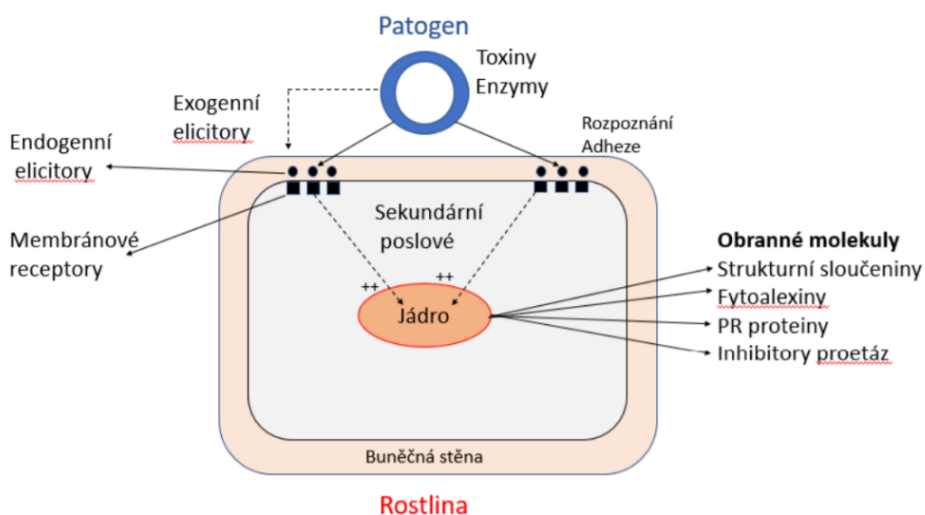 Patogen
Toxiny
Enzymy
Exogenní
elicitory
Rozpoznání
Adheze
Endogenní
elicitory
Sekundární
poslové
Membránové
receptory
Obranné molekuly
Strukturní sloučeniny
Fytoalexiny
PR proteiny
Inhibitory proetáz
++
++
Jádro
Buněčná stěna
Rostlina